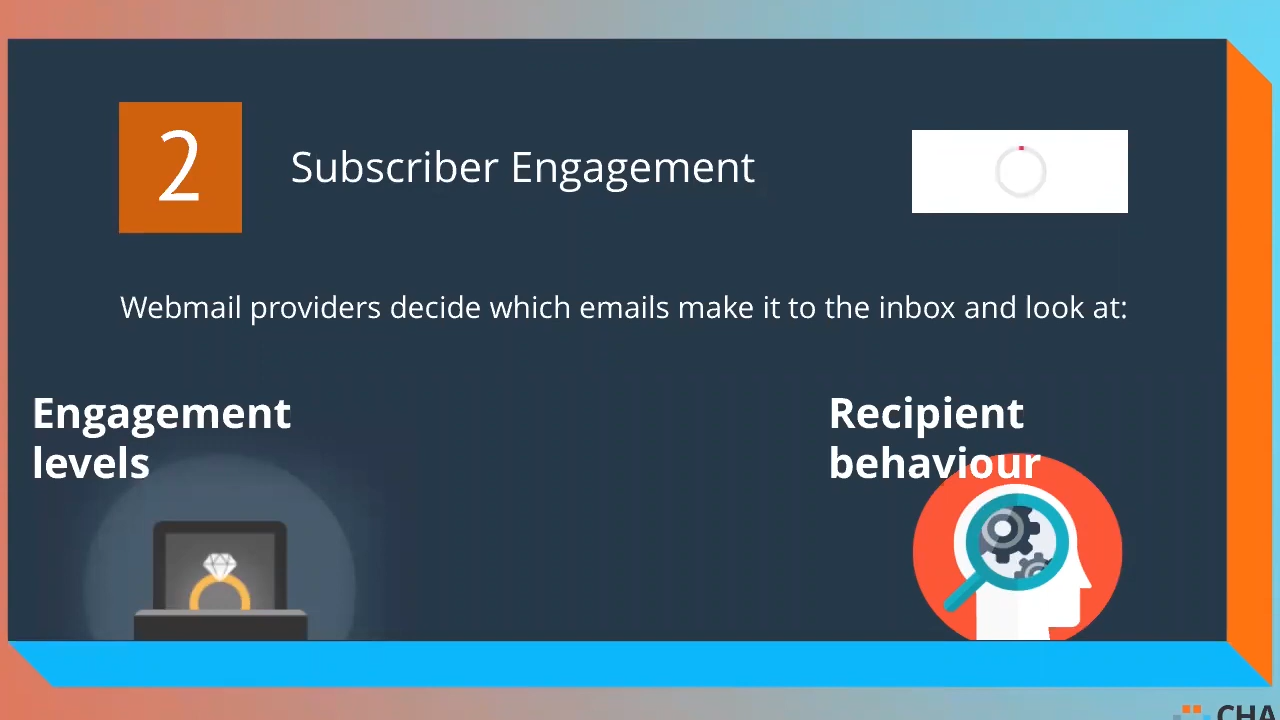 2
Subscriber Engagement
Webmail providers decide which emails make it to the inbox and look at:
Engagement
levels
Recipient
behaviour
CHA